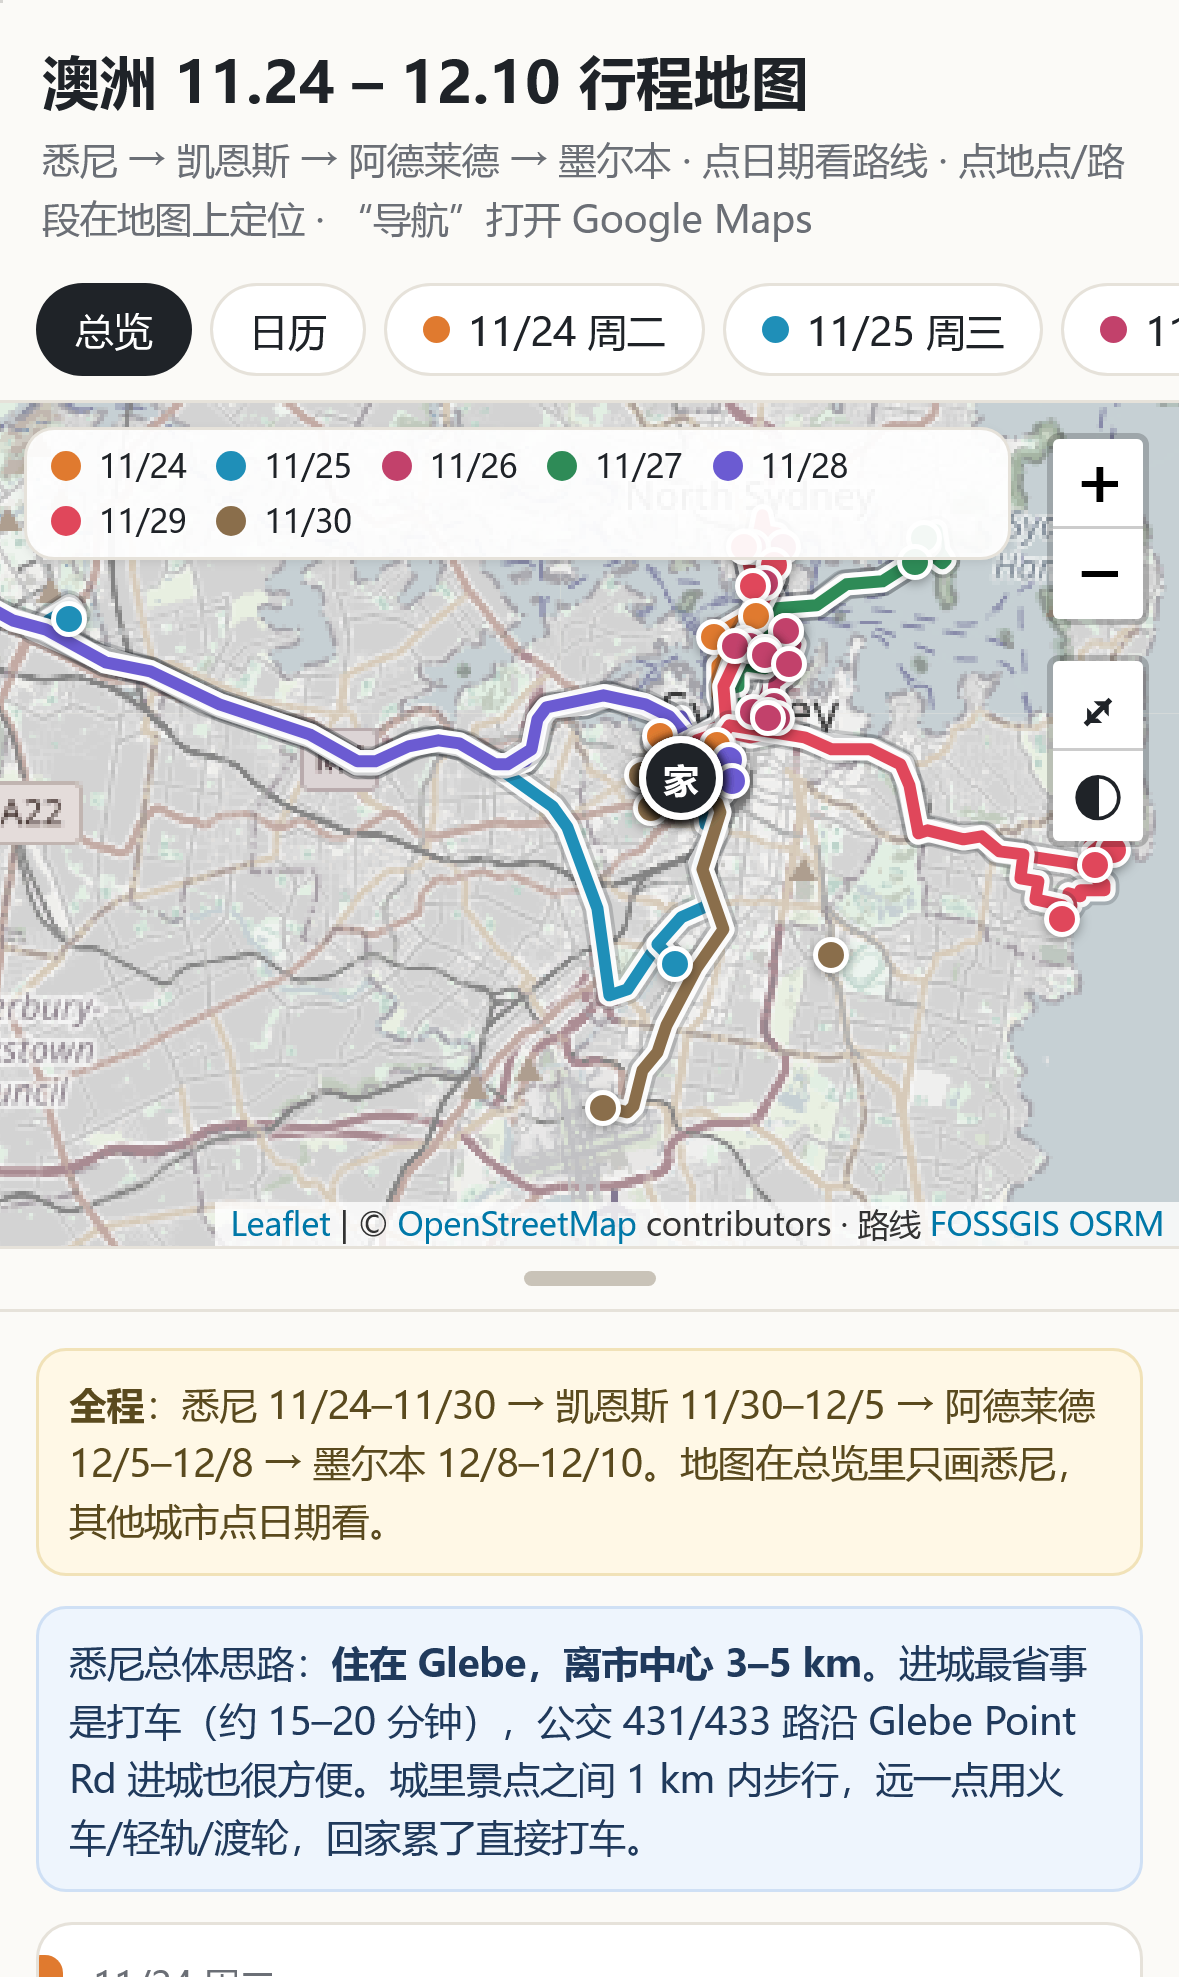 澳洲 11.24 – 12.10 行程地图
悉尼 → 凯恩斯 → 阿德莱德 → 墨尔本 · 点日期看路线 · 点地点/路
段在地图上定位 · “导航”打开 Google Maps
总览 日历 11/24 周二 11/25 周三
11/24 11/25 11/26 11/27 11/28
11/29 11/30
North Sydney
家
A22
+
−
Leaflet | © OpenStreetMap contributors · 路线 FOSSGIS OSRM
全程：悉尼 11/24–11/30 → 凯恩斯 11/30–12/5 → 阿德莱德
12/5–12/8 → 墨尔本 12/8–12/10。地图在总览里只画悉尼，
其他城市点日期看。
悉尼总体思路：住在 Glebe，离市中心 3–5 km。进城最省事
是打车（约 15–20 分钟），公交 431/433 路沿 Glebe Point
Rd 进城也很方便。城里景点之间 1 km 内步行，远一点用火
车/轻轨/渡轮，回家累了直接打车。